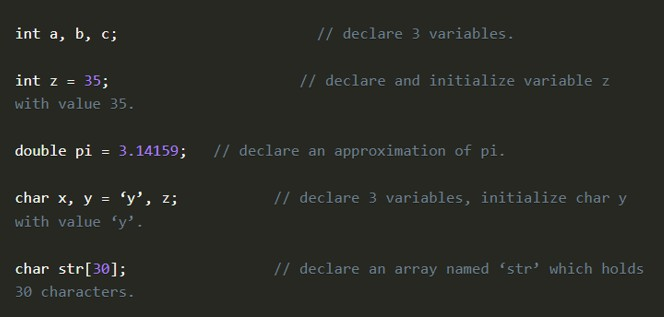 int a, b, c; // declare 3 variables.
int z = 35; // declare and initialize variable z
with value 35.
double pi = 3.14159; // declare an approximation of pi.
char x, y = ‘y’, z; // declare 3 variables, initialize char y
with value ‘y’.
char str[30]; // declare an array named ‘str’ which holds
30 characters.